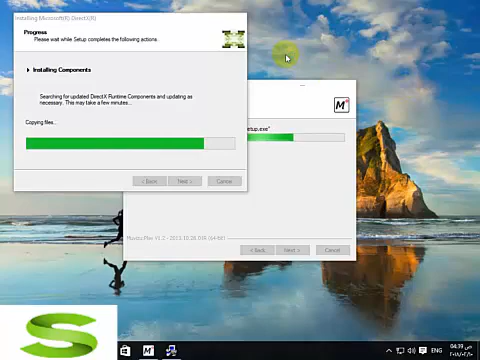 Installing Microsoft(R) DirectX(R)
Progress
Please wait while Setup completes the following actions.
Installing Components
Searching for updated DirectX Runtime Components and updating as
necessary. This may take a few minutes...
Copying files...
< Back
Next >
Cancel
etup.exe"
M
< Back
Next >
Cancel
M
ENG
04:39 ص